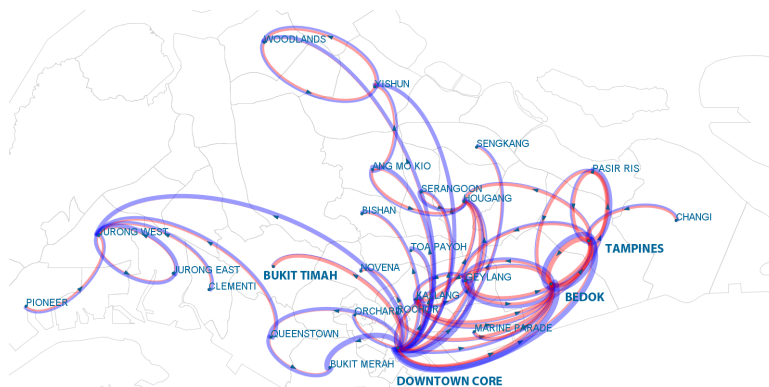 WOODLANDS
YISHUN
SENGKANG
ANG MO KIO
PASIR RIS
SERANGOON
HOUGANG
BISHAN
CHANGI
JURONG WEST
TOA PAYOH
TAMPINES
JURONG EAST
BUKIT TIMAH
NOVENA
GEYLANG
CLEMENTI
BEDOK
KALLANG
PIONEER
ORCHARD
ROCHOR
QUEENSTOWN
MARINE PARADE
BUKIT MERAH
DOWNTOWN CORE